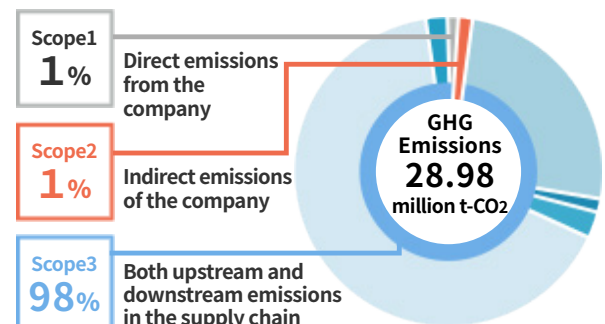 Scope1
1%
Direct emissions
from the
company
Scope2
1%
Indirect emissions
of the company
Scope3
98%
Both upstream and
downstream emissions
in the supply chain
GHG
Emissions
28.98
million t-CO2